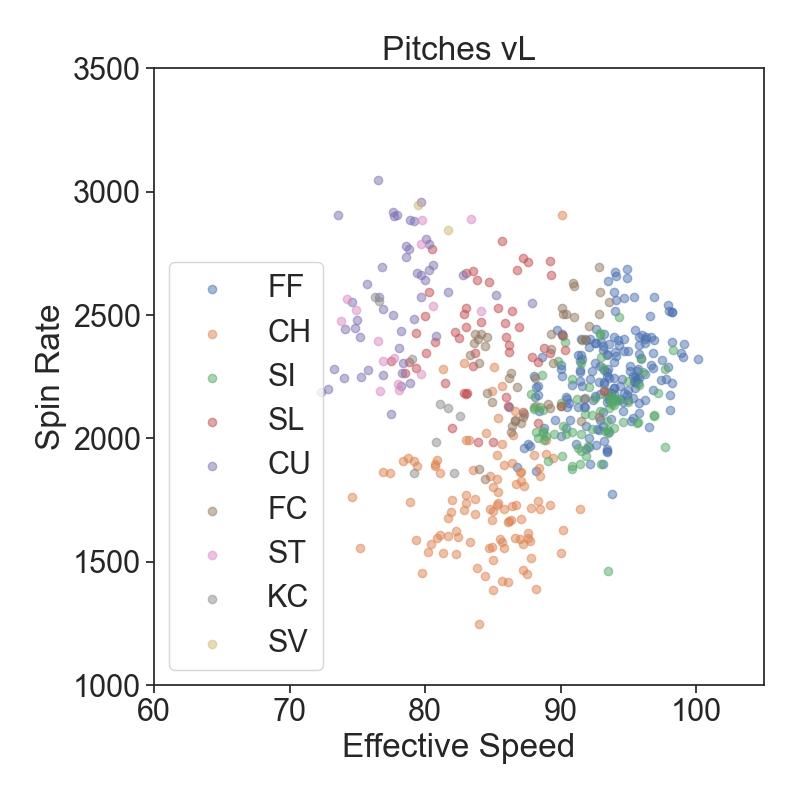 Pitches vL
3500
3000
2500
2000
1500
1000
Spin Rate
FF
CH
SI
SL
CU
FC
ST
KC
SV
60 70 80 90 100
Effective Speed